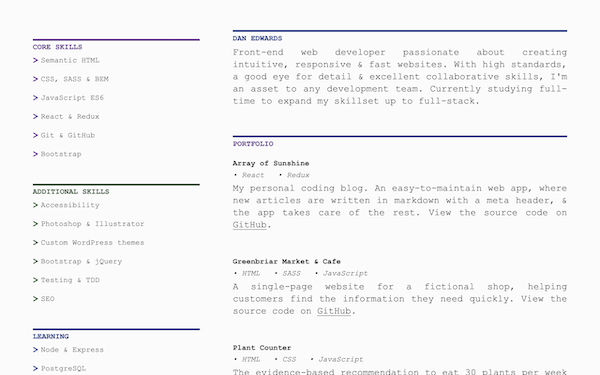 CORE SKILLS
> Semantic HTML
> CSS, SASS & BEM
> JavaScript ES6
> React & Redux
> Git & GitHub
> Bootstrap
ADDITIONAL SKILLS
> Accessibility
> Photoshop & Illustrator
> Custom WordPress themes
> Bootstrap & jQuery
> Testing & TDD
> SEO
LEARNING
> Node & Express
> PostgreSQL
DAN EDWARDS
Front-end web developer passionate about creating
intuitive, responsive & fast websites. With high standards,
a good eye for detail & excellent collaborative skills, I'm
an asset to any development team. Currently studying full-
time to expand my skillset up to full-stack.
PORTFOLIO
Array of Sunshine
• React • Redux
My personal coding blog. An easy-to-maintain web app, where
new articles are written in markdown with a meta header, &
the app takes care of the rest. View the source code on
GitHub.
Greenbriar Market & Cafe
• HTML • SASS • JavaScript
A single-page website for a fictional shop, helping
customers find the information they need quickly. View the
source code on GitHub.
Plant Counter
• HTML • CSS • JavaScript
The evidence-based recommendation to eat 30 plants per week